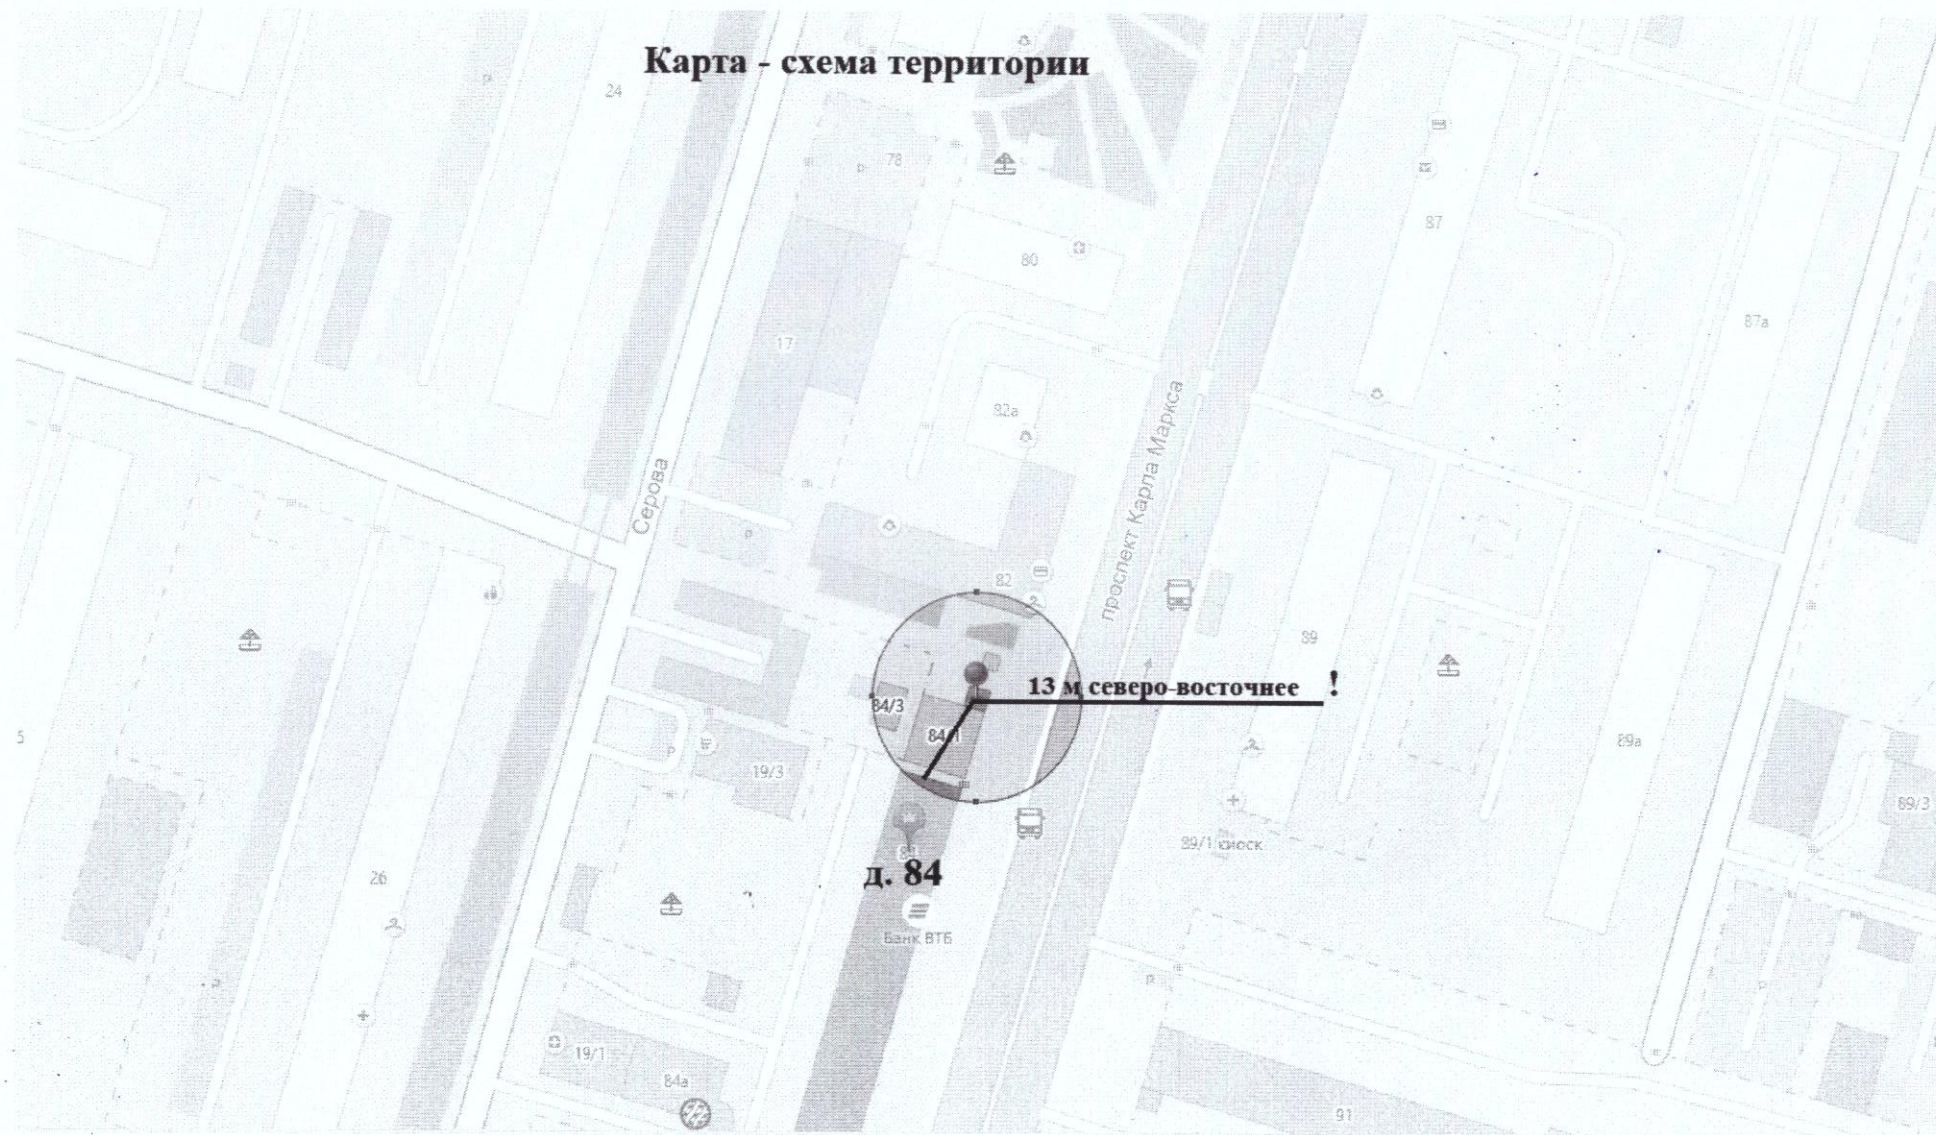 Карта - схема территории
24
78
80
87
87а
17
82а
Серова
Проспект Карла Маркса
82
89
13 м северо-восточнее !
84/3
84/1
89а
19/3
89/3
89/1 киоск
5
26
д. 84
Банк ВТБ
19/1
84а
91